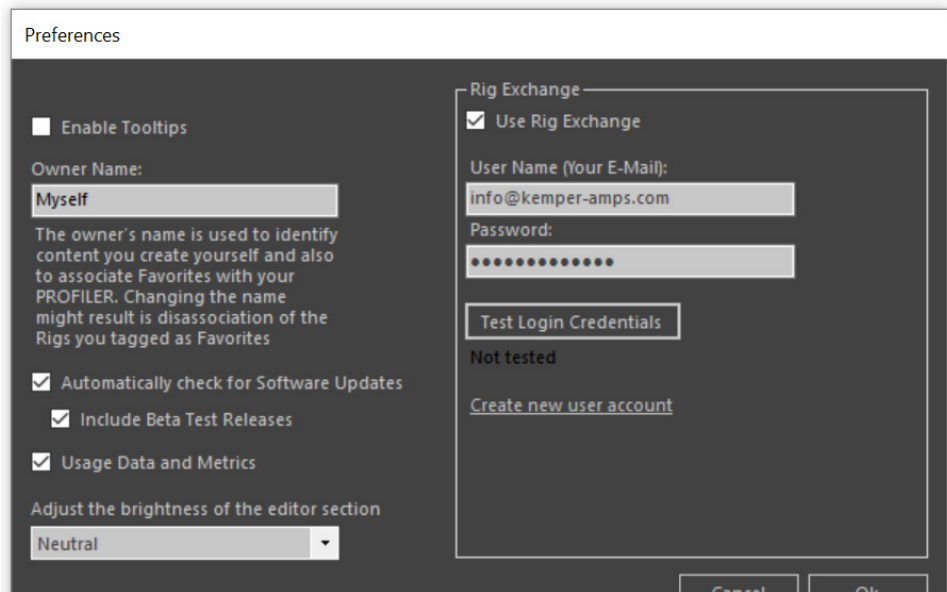 Preferences
Enable Tooltips
Owner Name:
Myself
The owner's name is used to identify
content you create yourself and also
to associate Favorites with your
PROFILER. Changing the name
might result is disassociation of the
Rigs you tagged as Favorites
Automatically check for Software Updates
Include Beta Test Releases
Usage Data and Metrics
Adjust the brightness of the editor section
Neutral
Rig Exchange
Use Rig Exchange
User Name (Your E-Mail):
info@kemper-amps.com
Password:
●●●●●●●●●●●●●
Test Login Credentials
Not tested
Create new user account
Cancel
Ok